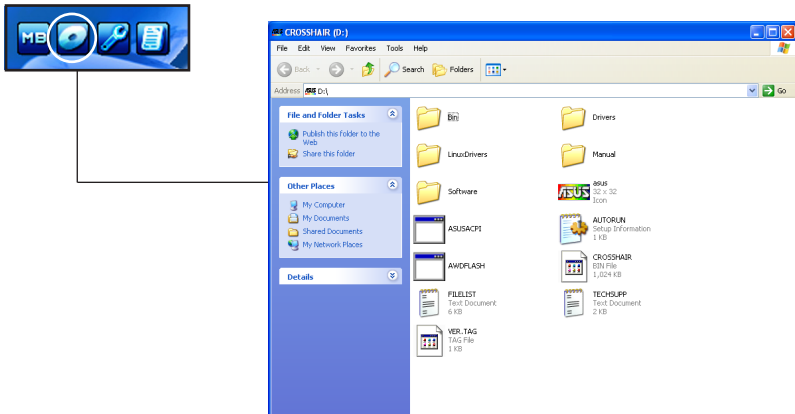 MB
CROSSHAIR (D:)
File Edit View Favorites Tools Help
Back Search Folders
Address D:\ Go
File and Folder Tasks
Publish this folder to the
Web
Share this folder
Other Places
My Computer
My Documents
Shared Documents
My Network Places
Details
Bin
Drivers
LinuxDrivers
Manual
Software
ASUS
asus
32 x 32
Icon
ASUSACPI
AUTORUN
Setup Information
1 KB
AWDFLASH
CROSSHAIR
BIN File
1,024 KB
FILELIST
Text Document
6 KB
TECHSUPP
Text Document
2 KB
VER.TAG
TAG File
1 KB